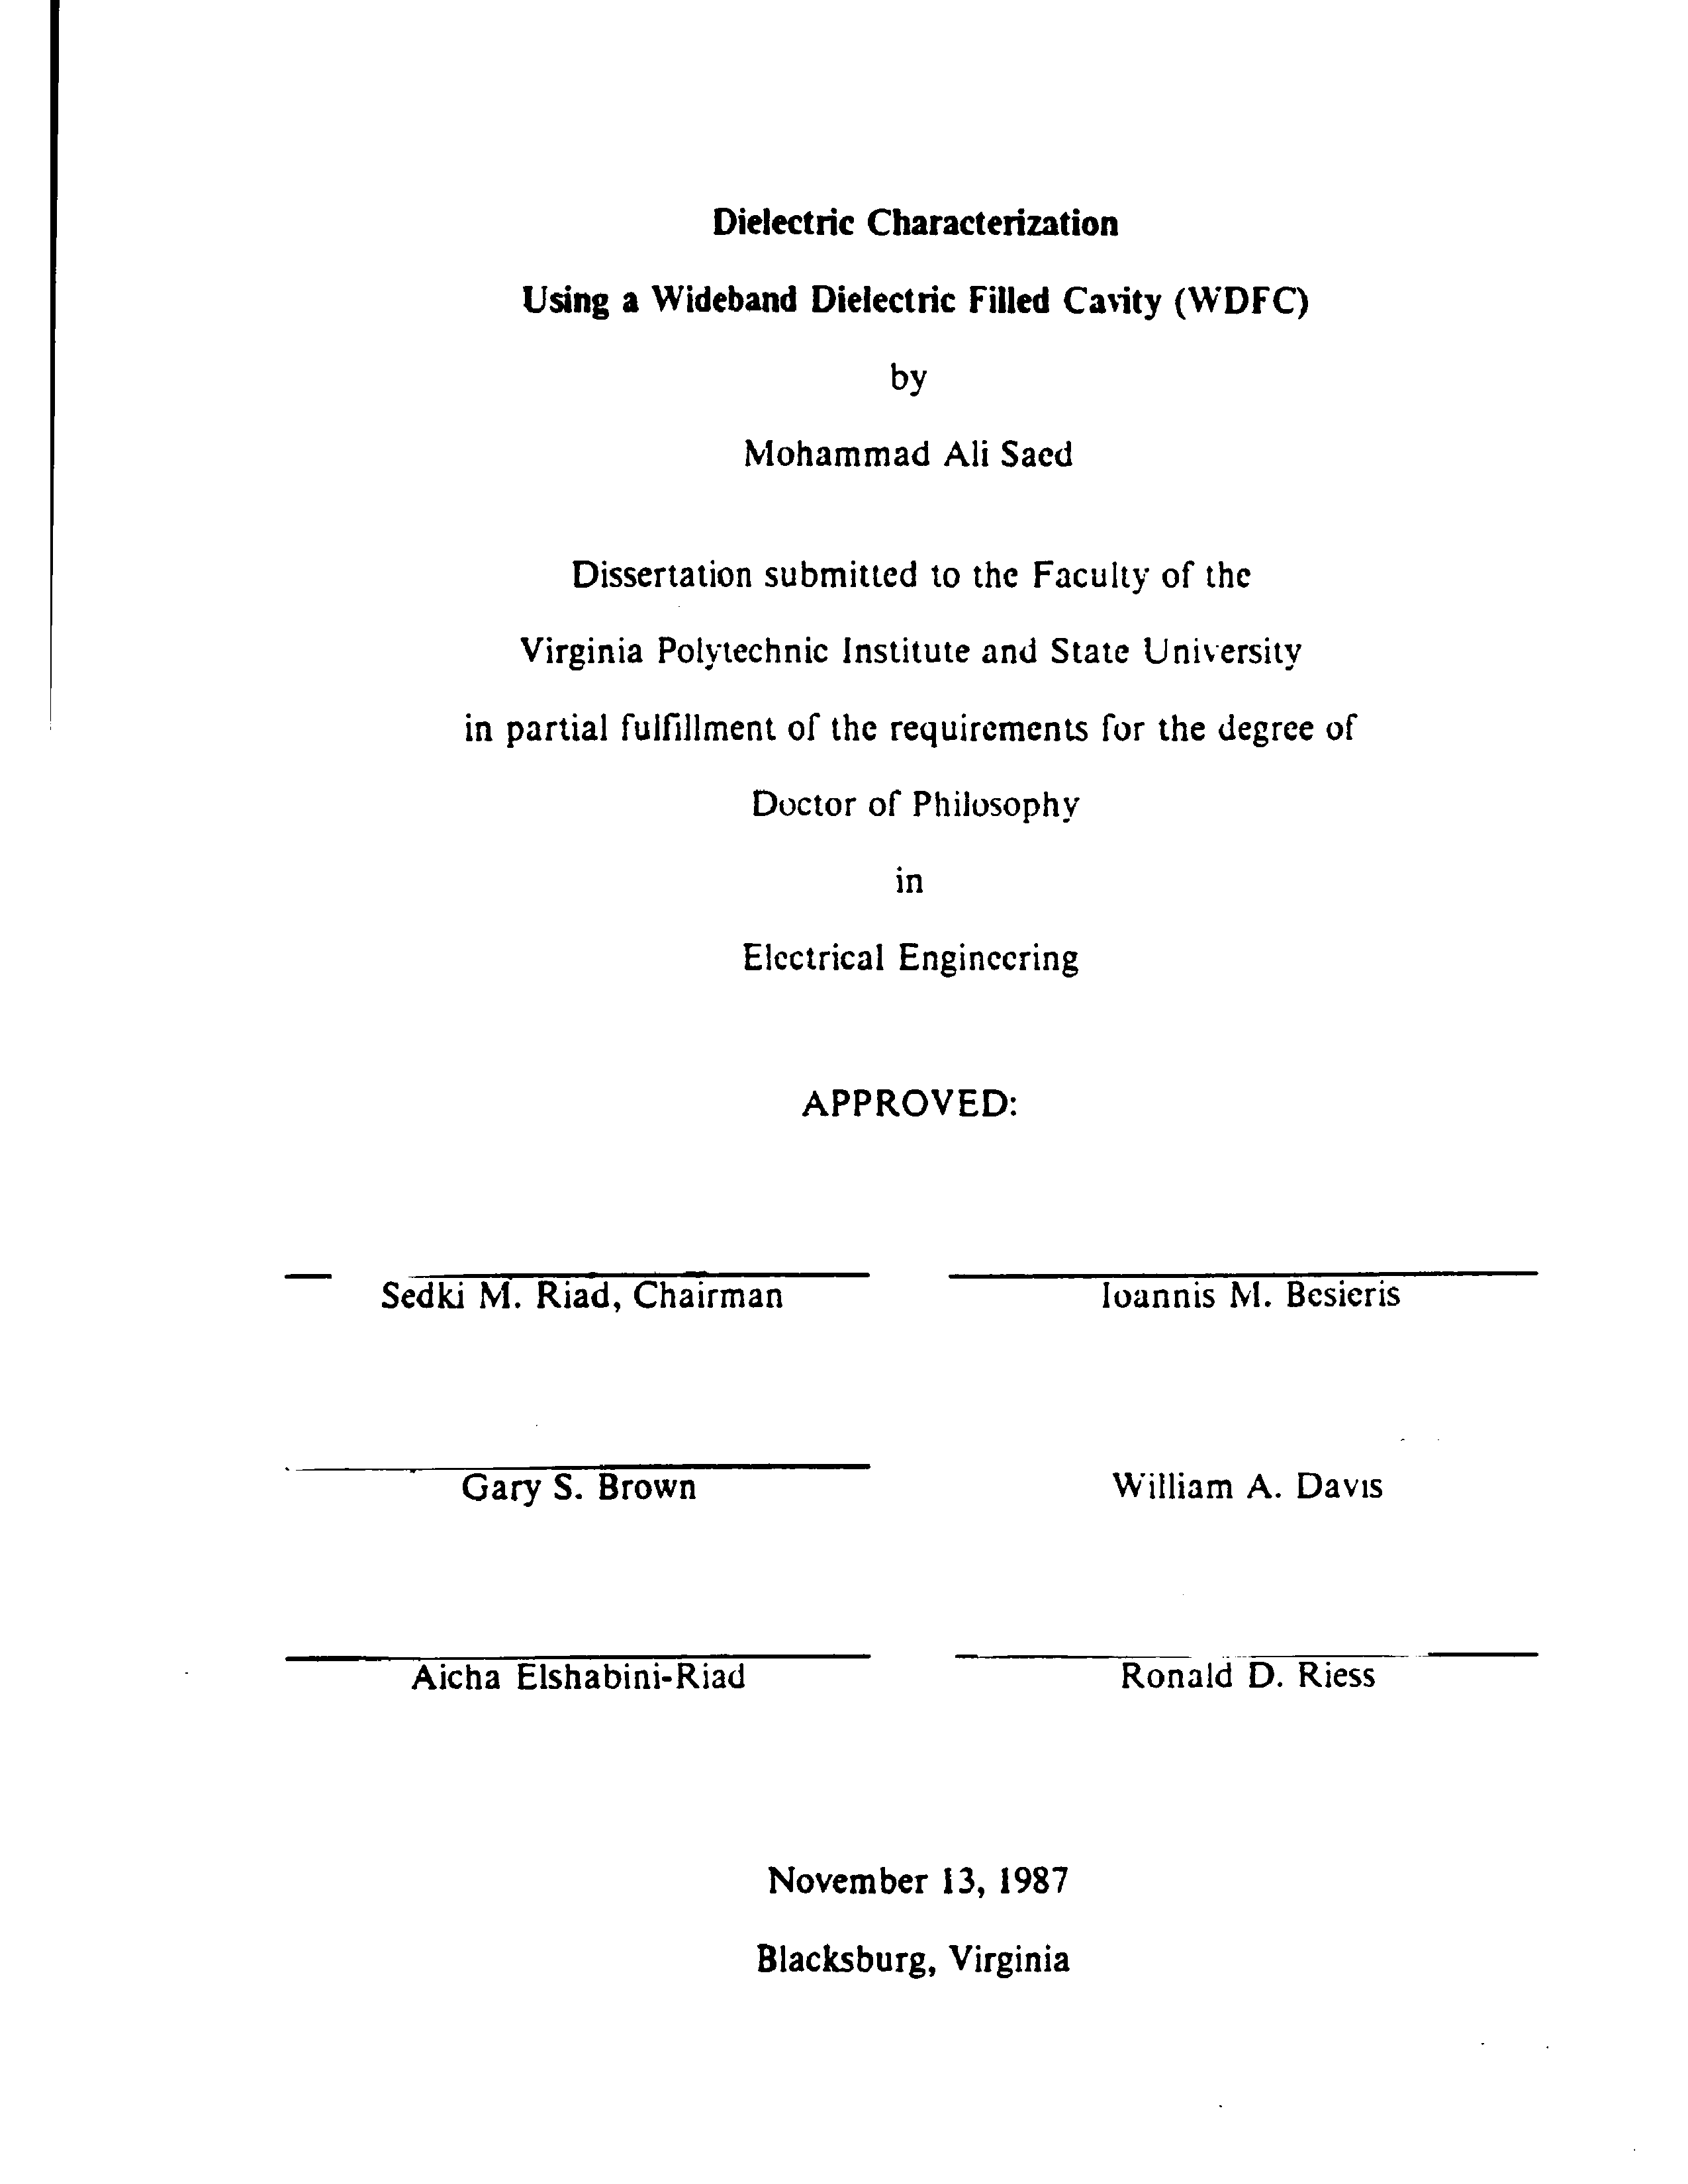 Dielectric Characterization
Using a Wideband Dielectric Filled Cavity (WDFC)
by
Mohammad Ali Saed
Dissertation submitted to the Faculty of the
Virginia Polytechnic Institute and State University
in partial fulfillment of the requirements for the degree of
Doctor of Philosophy
in
Electrical Engineering
APPROVED:
Sedki M. Riad, Chairman
Ioannis M. Besieris
Gary S. Brown
William A. Davis
Aicha Elshabini-Riad
Ronald D. Riess
November 13, 1987
Blacksburg, Virginia